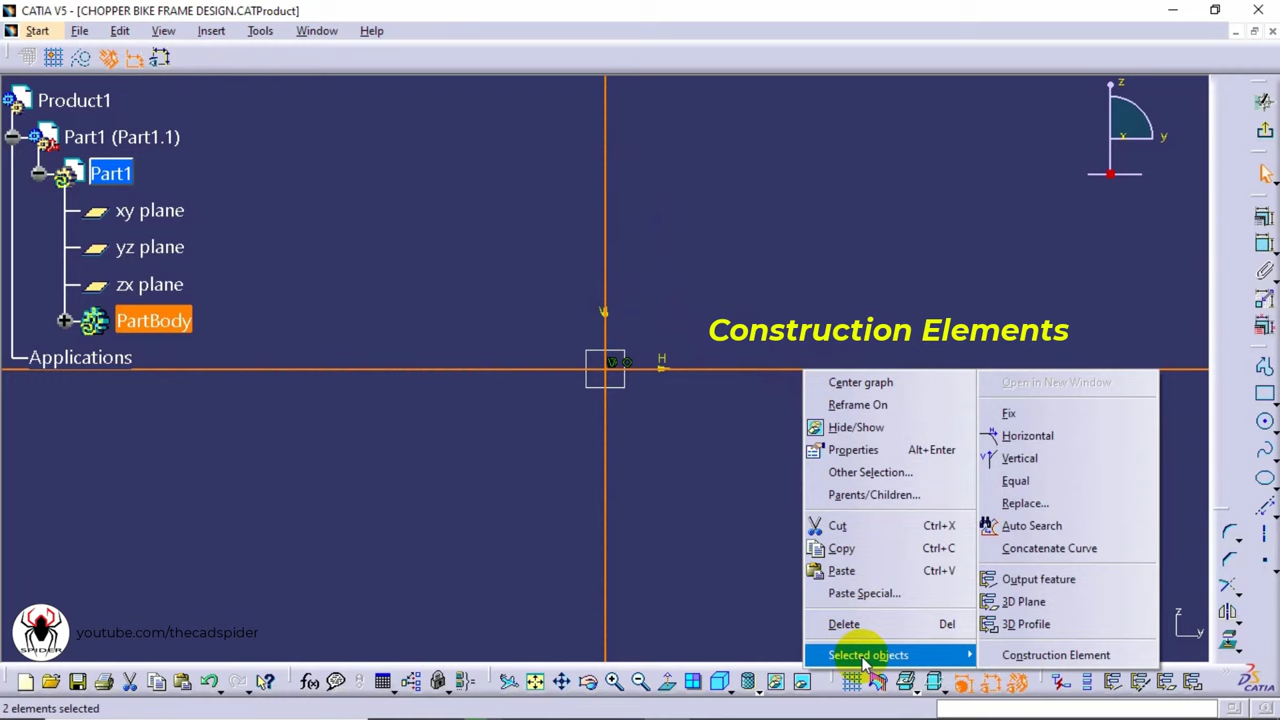 CATIA V5 - [CHOPPER BIKE FRAME DESIGN.CATProduct]
Start File Edit View Insert Tools Window Help
Product1
Part1 (Part1.1)
Part1
xy plane
yz plane
zx plane
PartBody
Applications
z
x
y
V
H
Construction Elements
Center graph
Reframe On
Hide/Show
Properties Alt+Enter
Other Selection...
Parents/Children...
Cut Ctrl+X
Copy Ctrl+C
Paste Ctrl+V
Paste Special...
Delete Del
Selected objects
Open in New Window
Fix
Horizontal
Vertical
Equal
Replace...
Auto Search
Concatenate Curve
Output feature
3D Plane
3D Profile
Construction Element
z
y
SPIDER
youtube.com/thecadspider
f(x)
CATIA
2 elements selected